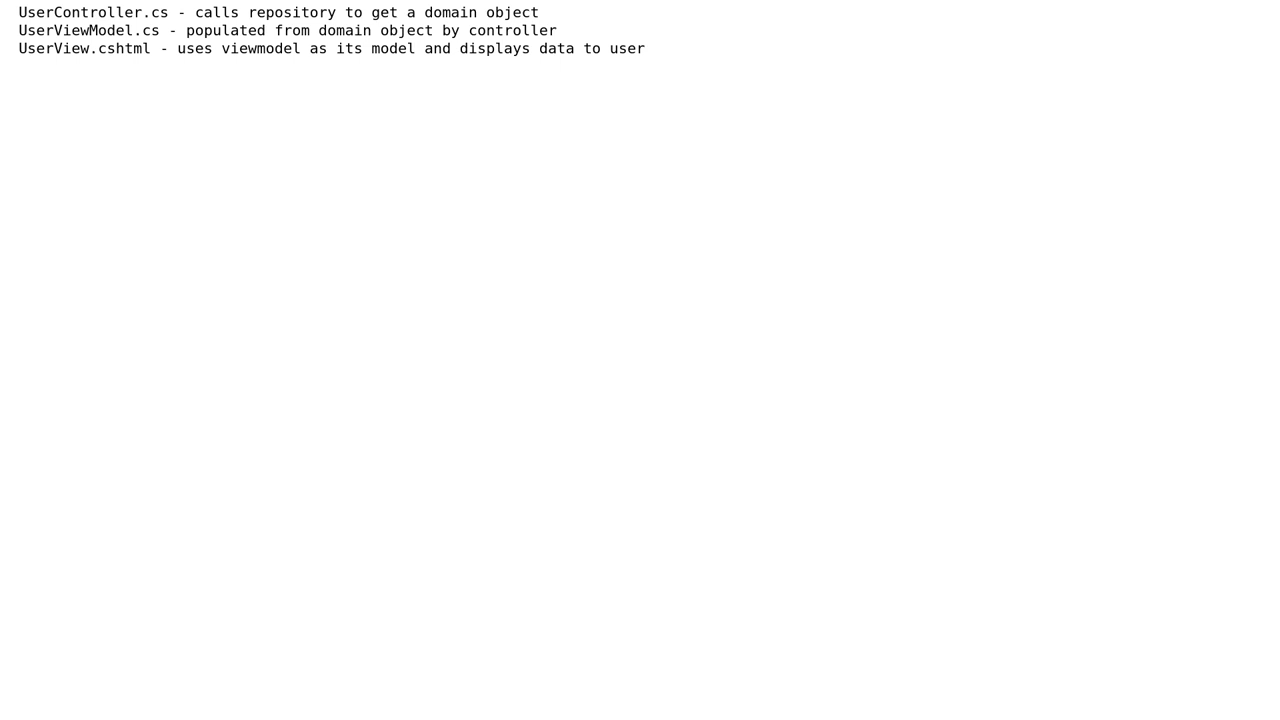 UserController.cs - calls repository to get a domain object
UserViewModel.cs - populated from domain object by controller
UserView.cshtml - uses viewmodel as its model and displays data to user